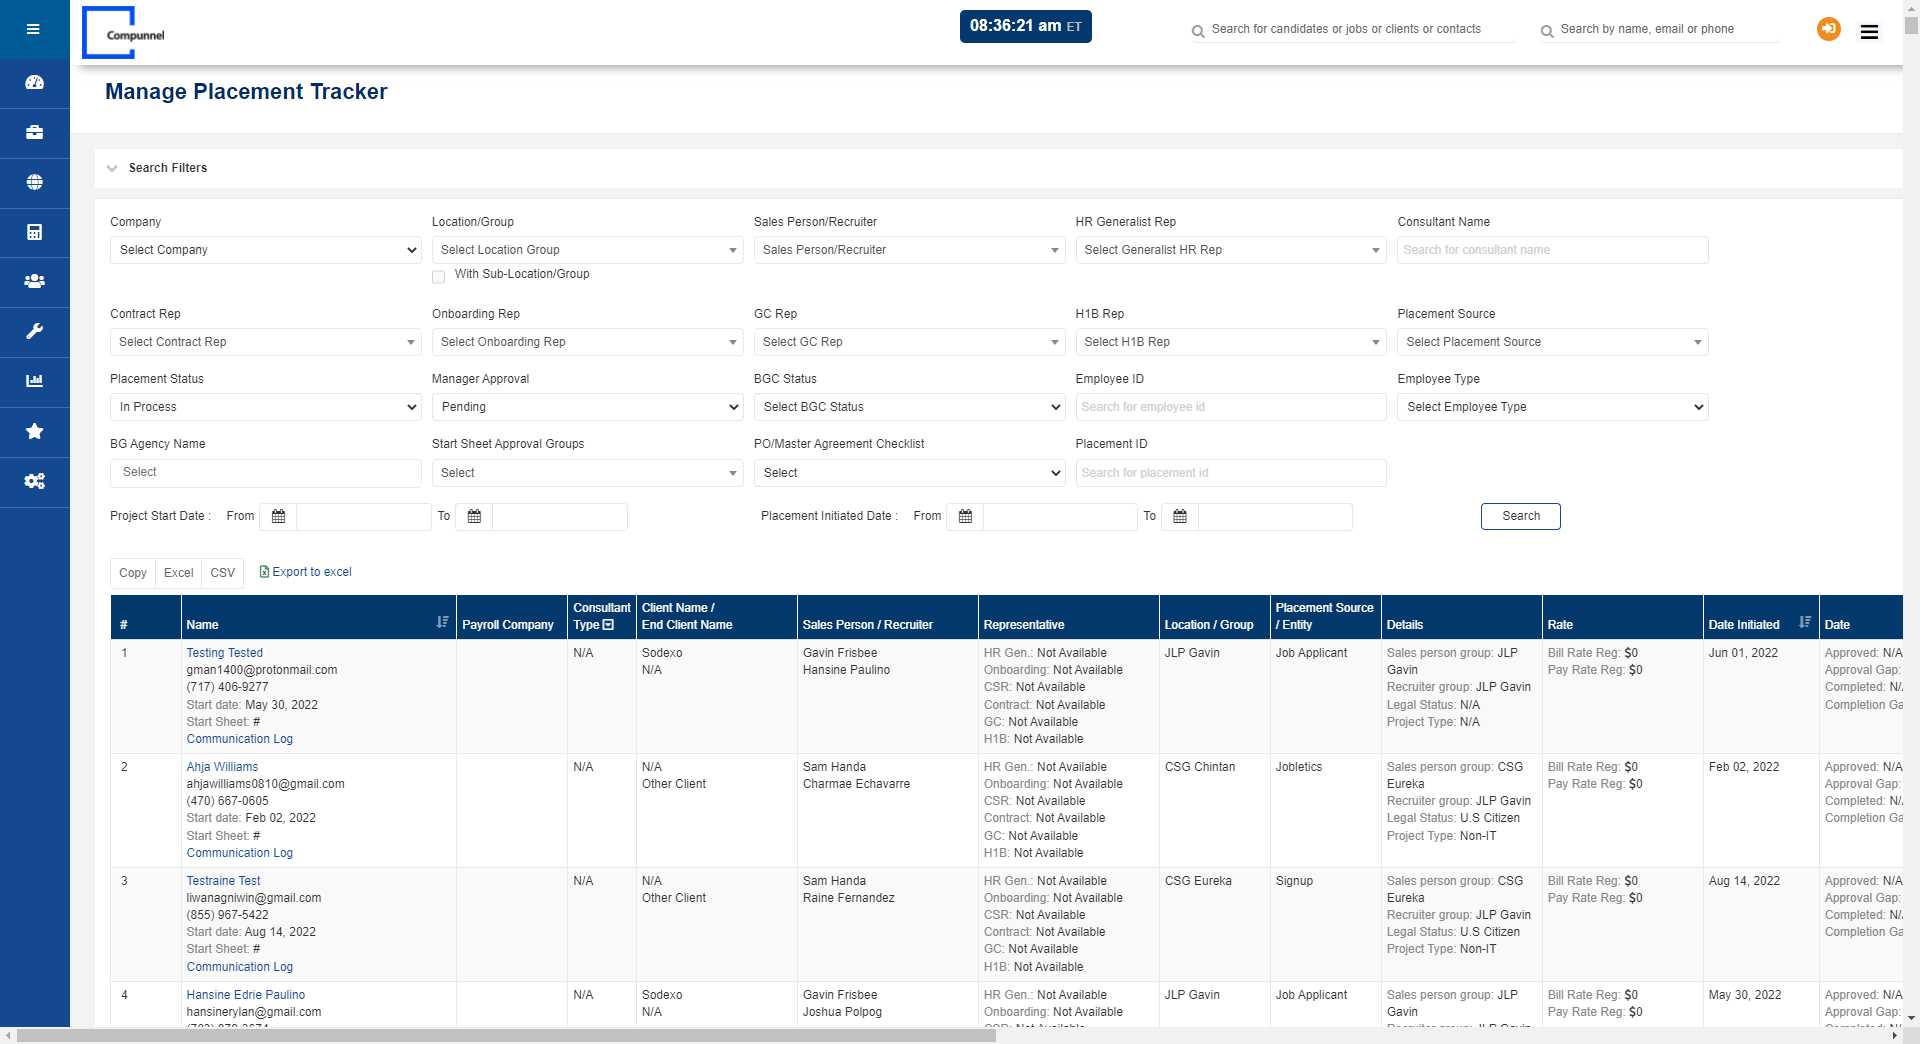 Compunnel
08:36:21 am ET
Search for candidates or jobs or clients or contacts
Search by name, email or phone
Manage Placement Tracker
Search Filters
Company Location/Group Sales Person/Recruiter HR Generalist Rep Consultant Name
Select Company Select Location Group Sales Person/Recruiter Select Generalist HR Rep Search for consultant name
With Sub-Location/Group
Contract Rep Onboarding Rep GC Rep H1B Rep Placement Source
Select Contract Rep Select Onboarding Rep Select GC Rep Select H1B Rep Select Placement Source
Placement Status Manager Approval BGC Status Employee ID Employee Type
In Process Pending Select BGC Status Search for employee id Select Employee Type
BG Agency Name Start Sheet Approval Groups PO/Master Agreement Checklist Placement ID
Select Select Select Search for placement id
Project Start Date : From To Placement Initiated Date : From To Search
Copy Excel CSV Export to excel
# Name Payroll Company Consultant Type Client Name / End Client Name Sales Person / Recruiter Representative Location / Group Placement Source / Entity Details Rate Date Initiated Date
1 Testing Tested N/A Sodexo Gavin Frisbee HR Gen.: Not Available JLP Gavin Job Applicant Sales person group: JLP Bill Rate Reg: $0 Jun 01, 2022 Approved: N/A
gman1400@protonmail.com N/A Hansine Paulino Onboarding: Not Available Gavin Pay Rate Reg: $0 Approval Gap:
(717) 406-9277 CSR: Not Available Recruiter group: JLP Gavin Completed: N/
Start date: May 30, 2022 Contract: Not Available Legal Status: N/A Completion Ga
Start Sheet: # GC: Not Available Project Type: N/A
Communication Log H1B: Not Available
2 Ahja Williams N/A N/A Sam Handa HR Gen.: Not Available CSG Chintan Jobletics Sales person group: CSG Bill Rate Reg: $0 Feb 02, 2022 Approved: N/A
ahjawilliams0810@gmail.com Other Client Charmae Echavarre Onboarding: Not Available Eureka Pay Rate Reg: $0 Approval Gap:
(470) 667-0605 CSR: Not Available Recruiter group: JLP Gavin Completed: N/
Start date: Feb 02, 2022 Contract: Not Available Legal Status: U.S Citizen Completion Ga
Start Sheet: # GC: Not Available Project Type: Non-IT
Communication Log H1B: Not Available
3 Testraine Test N/A N/A Sam Handa HR Gen.: Not Available CSG Eureka Signup Sales person group: CSG Bill Rate Reg: $0 Aug 14, 2022 Approved: N/A
liwanagniwin@gmail.com Other Client Raine Fernandez Onboarding: Not Available Eureka Pay Rate Reg: $0 Approval Gap:
(855) 967-5422 CSR: Not Available Recruiter group: JLP Gavin Completed: N/
Start date: Aug 14, 2022 Contract: Not Available Legal Status: U.S Citizen Completion Ga
Start Sheet: # GC: Not Available Project Type: Non-IT
Communication Log H1B: Not Available
4 Hansine Edrie Paulino N/A Sodexo Gavin Frisbee HR Gen.: Not Available JLP Gavin Job Applicant Sales person group: JLP Bill Rate Reg: $0 May 30, 2022 Approved: N/A
hansinerylan@gmail.com N/A Joshua Polpog Onboarding: Not Available Gavin Pay Rate Reg: $0 Approval Gap: